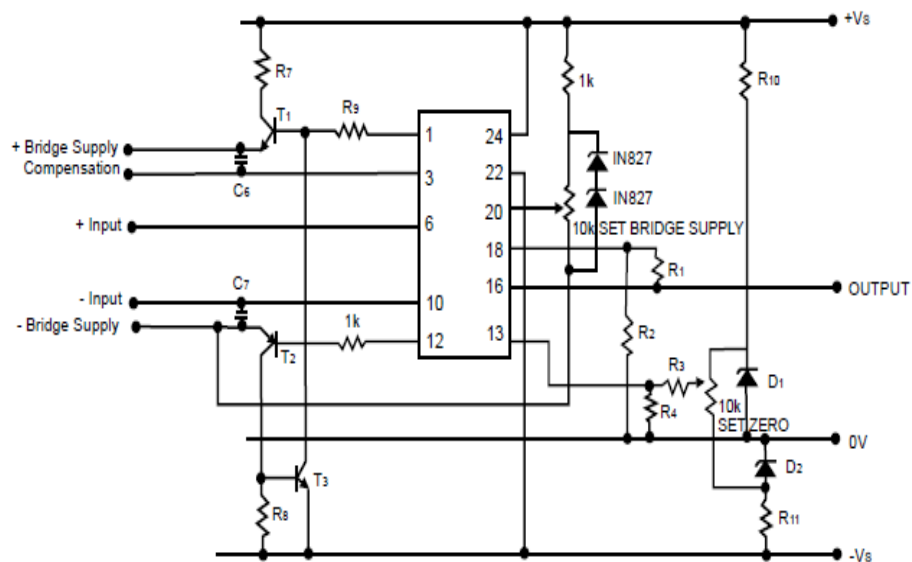 +Vs
R7
1k
R10
T1
R9
1
24
+ Bridge Supply
Compensation
C6
3
22
IN827
IN827
+ Input
6
20
10k SET BRIDGE SUPPLY
18
R1
16
OUTPUT
- Input
C7
10
- Bridge Supply
T2
1k
12
13
R2
R3
R4
10k
SET ZERO
D1
0V
D2
T3
R8
R11
-Vs